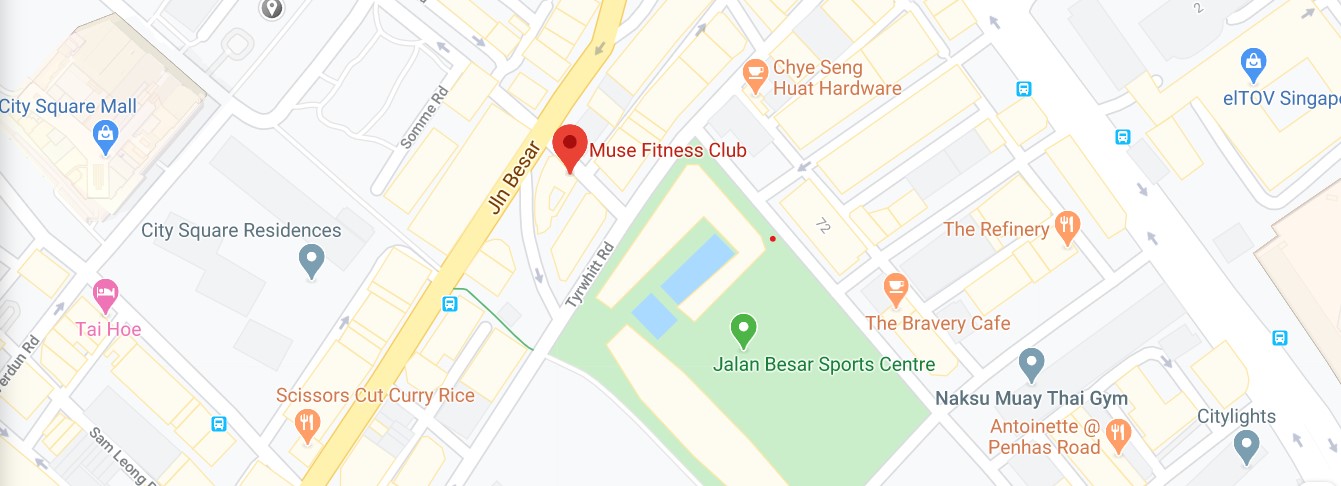 2
Chye Seng
Huat Hardware
City Square Mall
elTOV Singap
Somme Rd
Muse Fitness Club
Jln Besar
City Square Residences
72
The Refinery
Tyrwhitt Rd
Tai Hoe
The Bravery Cafe
erdun Rd
Jalan Besar Sports Centre
Scissors Cut Curry Rice
Naksu Muay Thai Gym
Citylights
Antoinette @
Penhas Road
Sam Leong